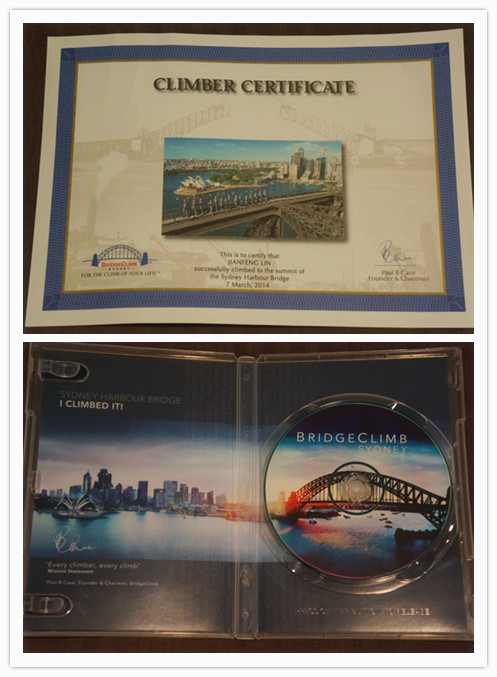 CLIMBER CERTIFICATE
This is to certify that
JIANFENG LIN
successfully climbed to the summit of
the Sydney Harbour Bridge
7 March, 2014
BRIDGECLIMB
SYDNEY
FOR THE CLIMB OF YOUR LIFE!™
Paul B Cave
Founder & Chairman
SYDNEY HARBOUR BRIDGE
I CLIMBED IT!
BRIDGECLIMB
SYDNEY
'Every climber, every climb'
Mission Statement
Paul B Cave, Founder & Chairman, BridgeClimb